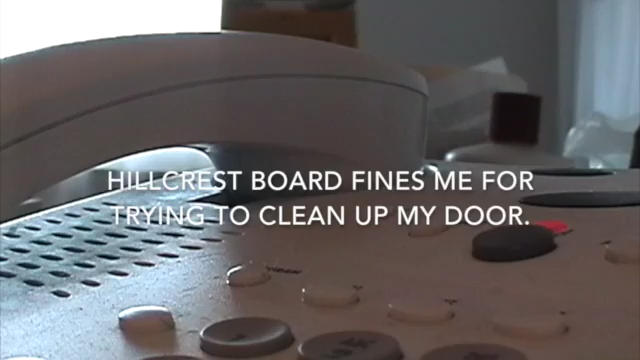 HILLCREST BOARD FINES ME FOR
TRYING TO CLEAN UP MY DOOR.